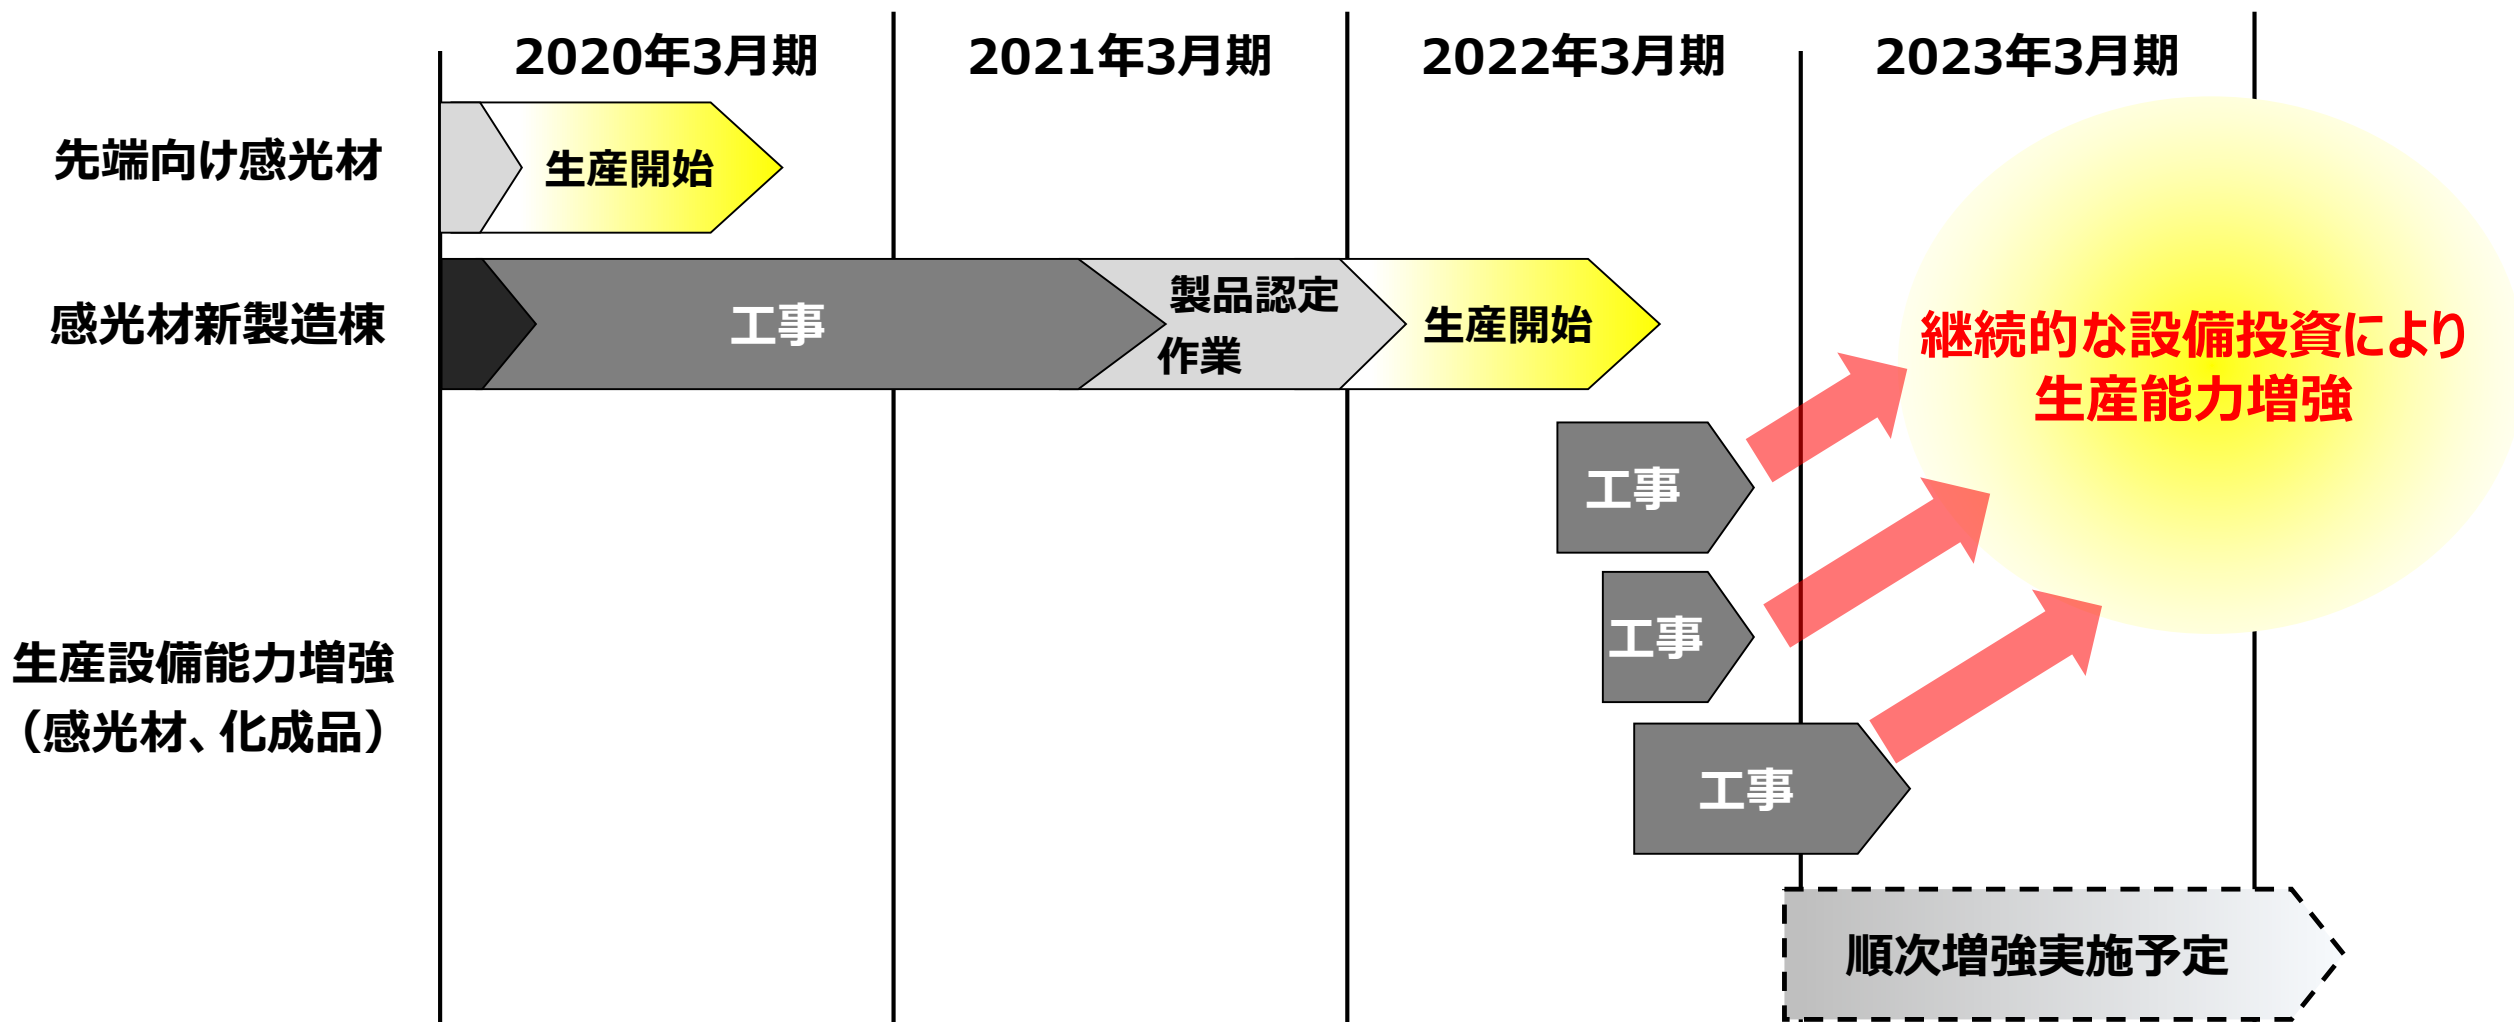 2020年3月期
2021年3月期
2022年3月期
2023年3月期
先端向け感光材
生産開始
感光材新製造棟
工事
製品認定
作業
生産開始
継続的な設備投資により
生産能力増強
工事
工事
生産設備能力増強
（感光材、化成品）
工事
順次増強実施予定